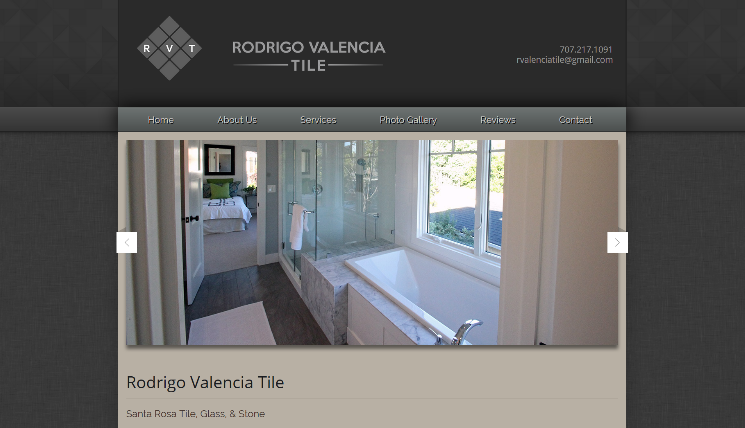 R V T
RODRIGO VALENCIA
TILE
707.217.1091
rvalenciatile@gmail.com
Home About Us Services Photo Gallery Reviews Contact
Rodrigo Valencia Tile
Santa Rosa Tile, Glass, & Stone